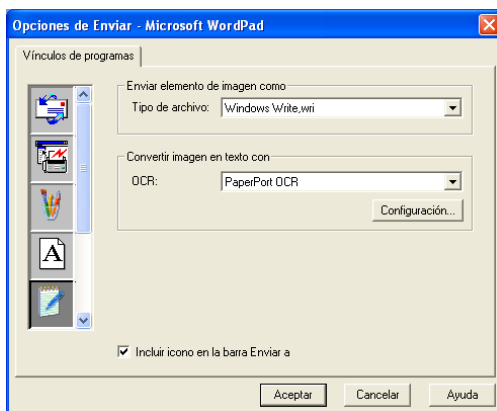 Opciones de Enviar - Microsoft WordPad
Vínculos de programas
Enviar elemento de imagen como
Tipo de archivo: Windows Write,wri
Convertir imagen en texto con
OCR: PaperPort OCR
Configuración...
A
Incluir icono en la barra Enviar a
Aceptar Cancelar Ayuda